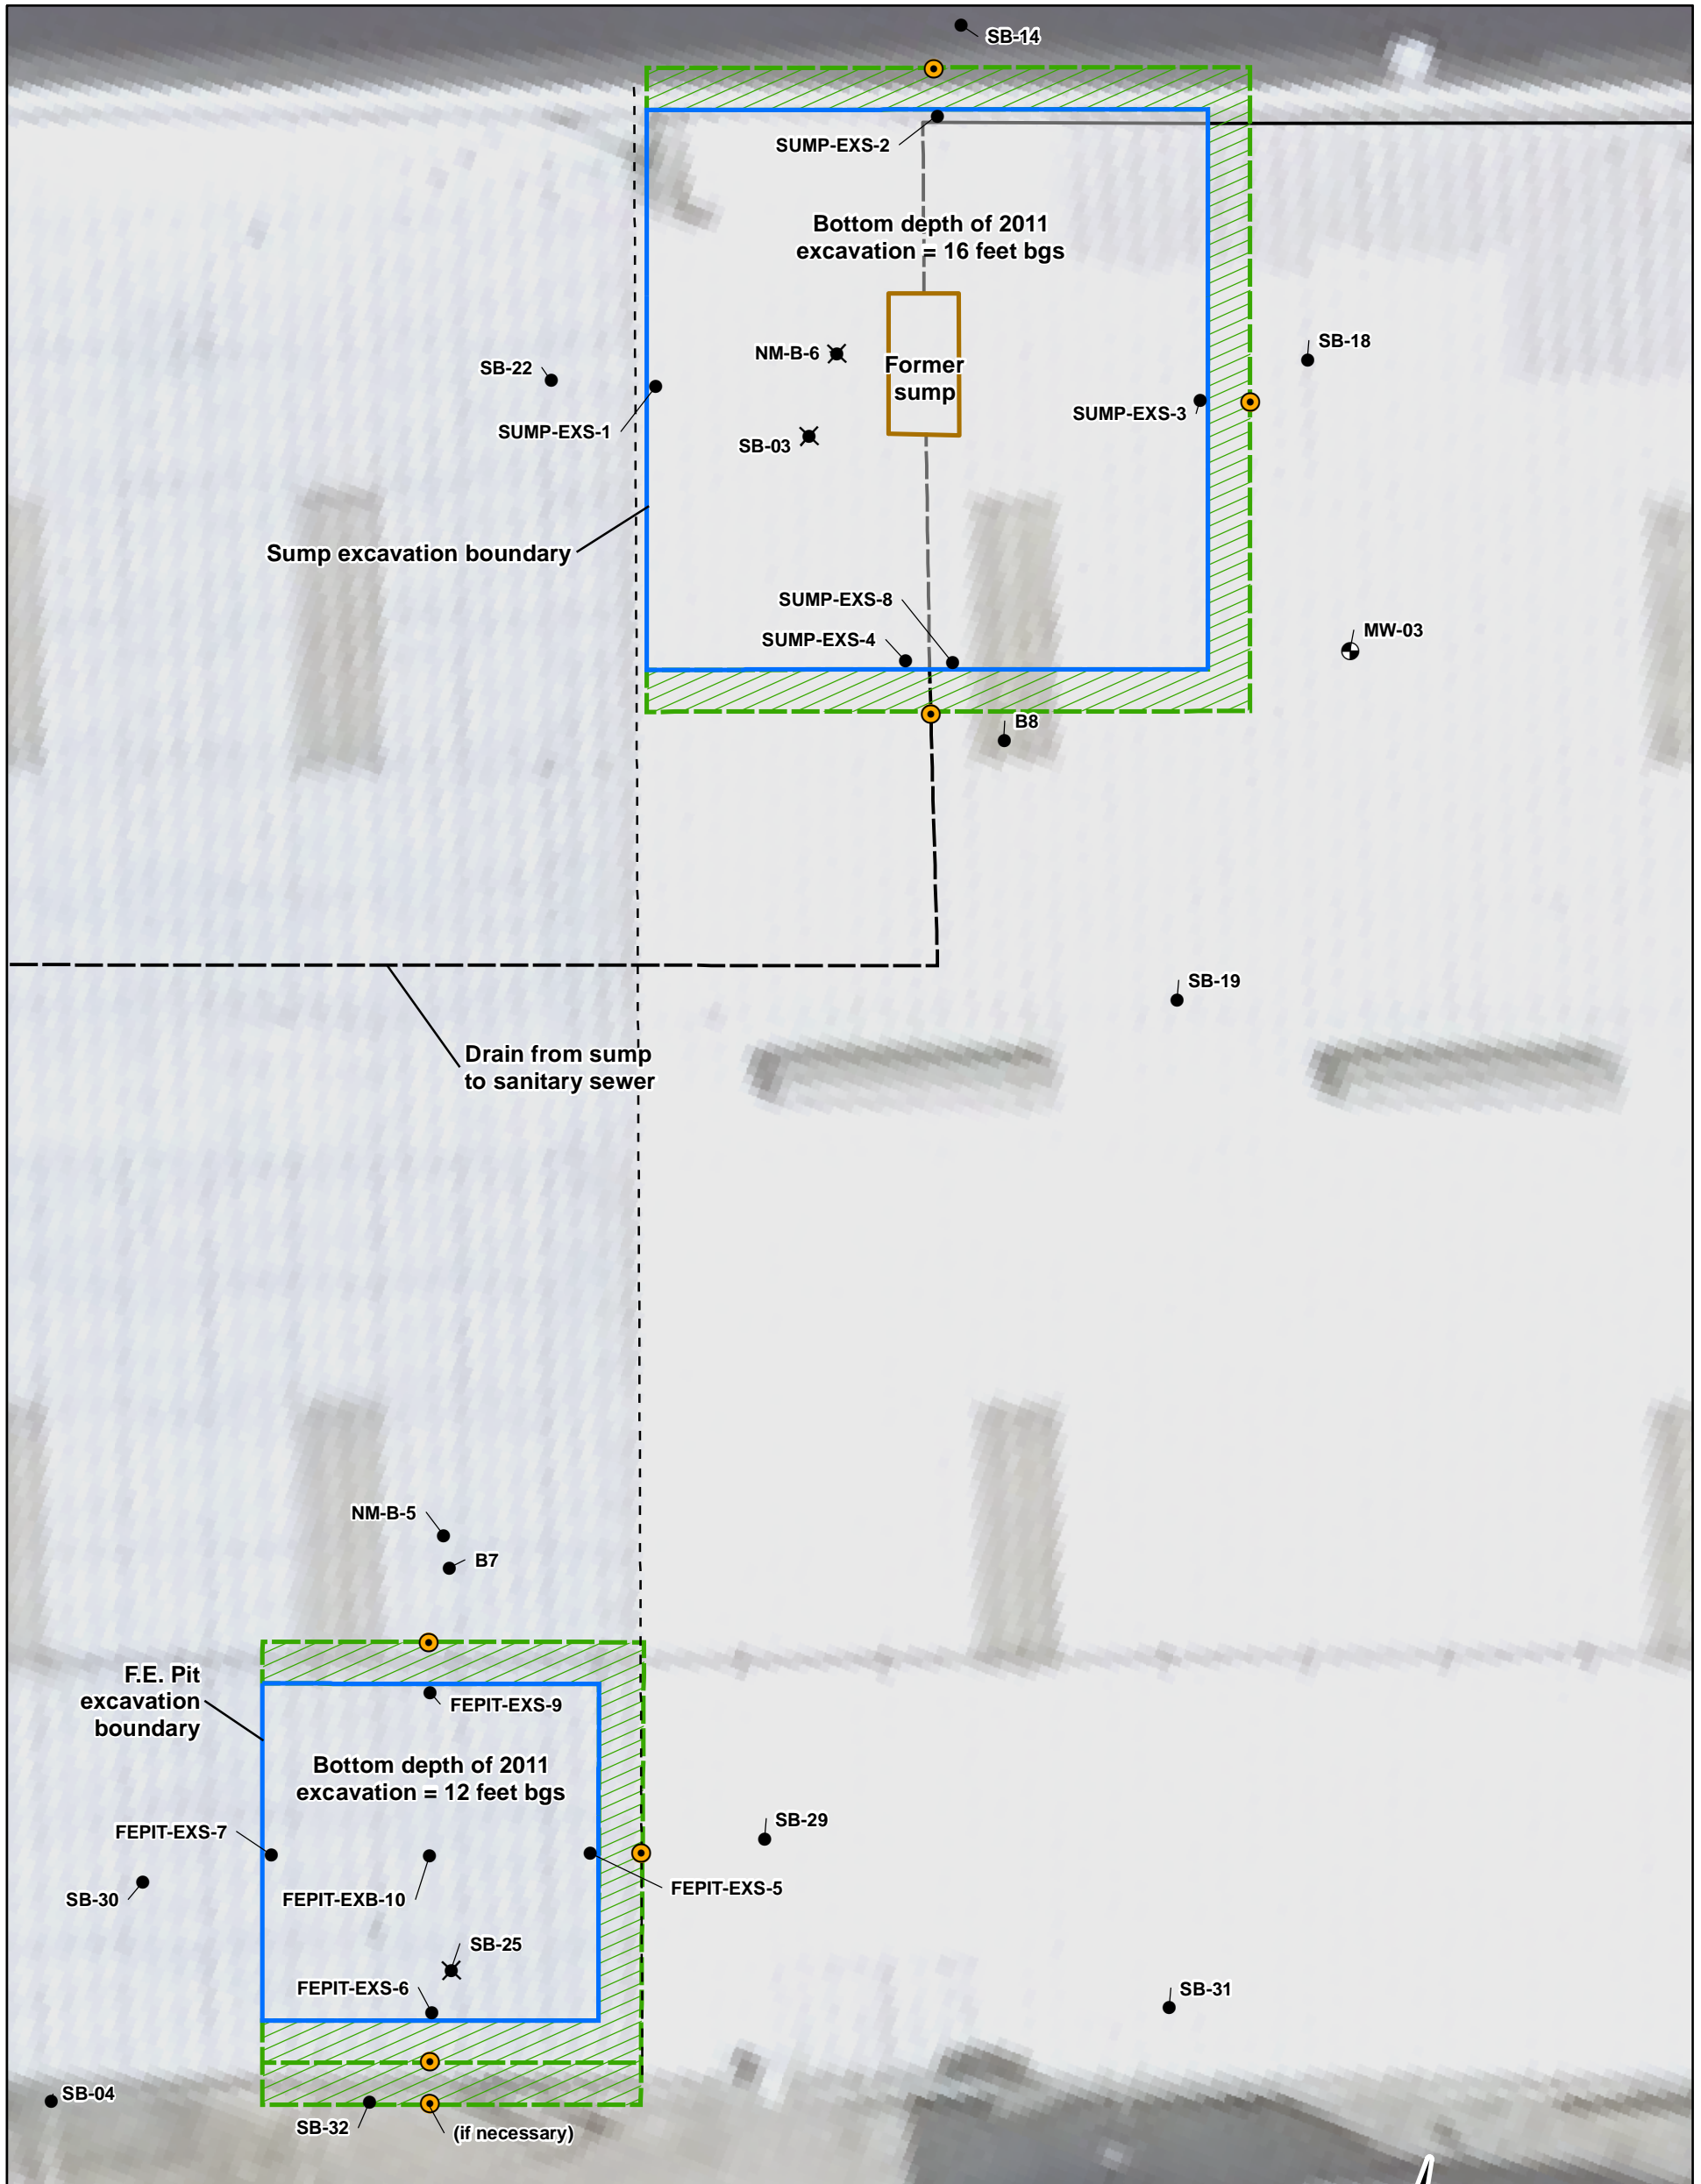 SB-14
SUMP-EXS-2
Bottom depth of 2011
excavation = 16 feet bgs
SB-18
NM-B-6
SB-22
Former
sump
SUMP-EXS-3
SUMP-EXS-1
SB-03
Sump excavation boundary
SUMP-EXS-8
SUMP-EXS-4
MW-03
B8
SB-19
Drain from sump
to sanitary sewer
NM-B-5
B7
F.E. Pit
excavation
boundary
FEPIT-EXS-9
Bottom depth of 2011
excavation = 12 feet bgs
SB-29
FEPIT-EXS-7
FEPIT-EXS-5
SB-30
FEPIT-EXB-10
SB-25
FEPIT-EXS-6
SB-31
SB-04
SB-32
(if necessary)